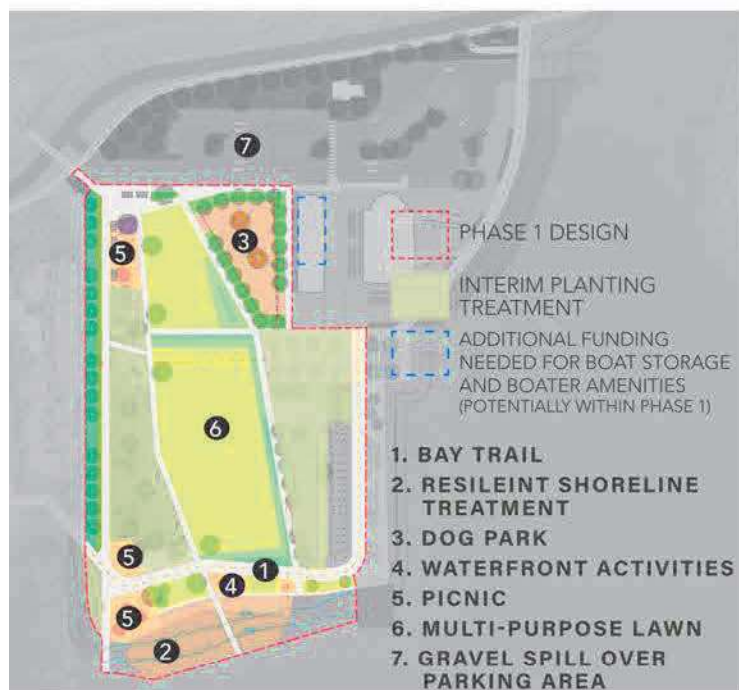 7
5
3
6
5
1
4
5
2
PHASE 1 DESIGN
INTERIM PLANTING
TREATMENT
ADDITIONAL FUNDING
NEEDED FOR BOAT STORAGE
AND BOATER AMENITIES
(POTENTIALLY WITHIN PHASE 1)
1. BAY TRAIL
2. RESILEINT SHORELINE
TREATMENT
3. DOG PARK
4. WATERFRONT ACTIVITIES
5. PICNIC
6. MULTI-PURPOSE LAWN
7. GRAVEL SPILL OVER
PARKING AREA